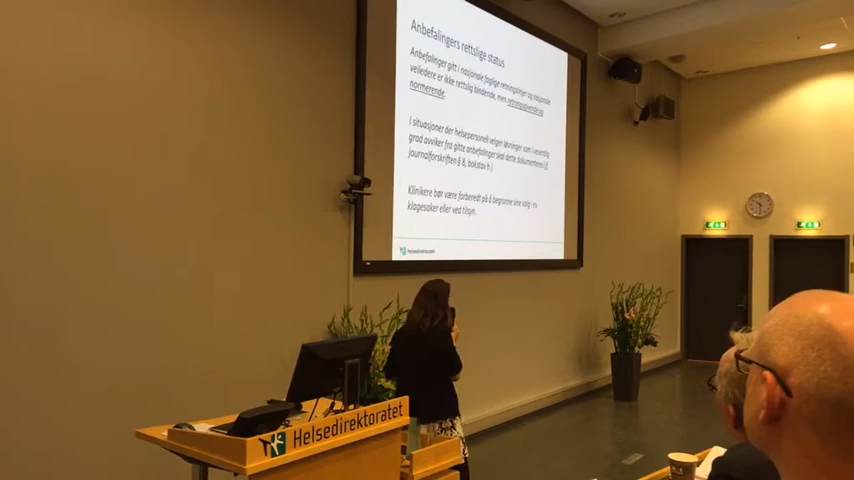 Anbefalingers rettslige status
Anbefalinger gitt i nasjonale faglige retningslinjer og nasjonale
veiledere er ikke rettslig bindende, men retningsgivende og
normerende.
I situasjoner der helsepersonell velger løsninger som i vesentlig
grad avviker fra gitte anbefalinger skal dette dokumenteres (jf.
journalforskriften § 8, bokstav h.)
Klinikere bør være forberedt på å begrunne sine valg i ev.
klagesaker eller ved tilsyn.
Helsedirektoratet
Helsedirektoratet